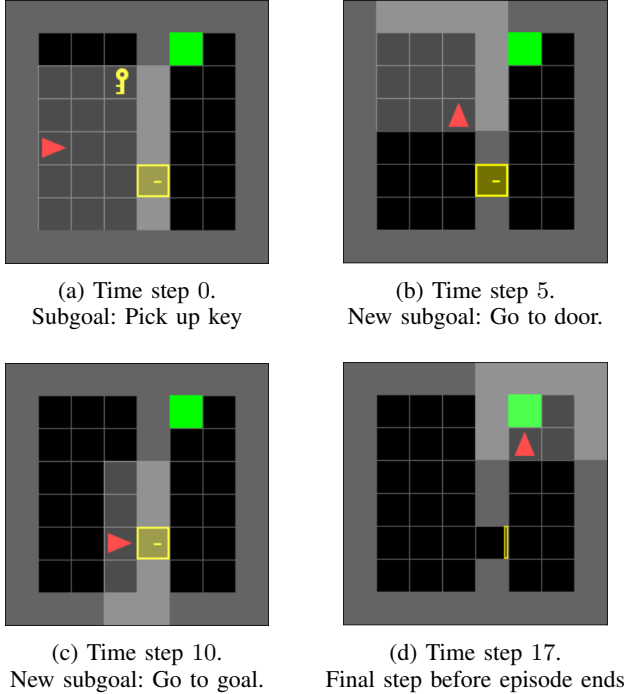 (a) Time step 0.
Subgoal: Pick up key
(b) Time step 5.
New subgoal: Go to door.
(c) Time step 10.
New subgoal: Go to goal.
(d) Time step 17.
Final step before episode ends